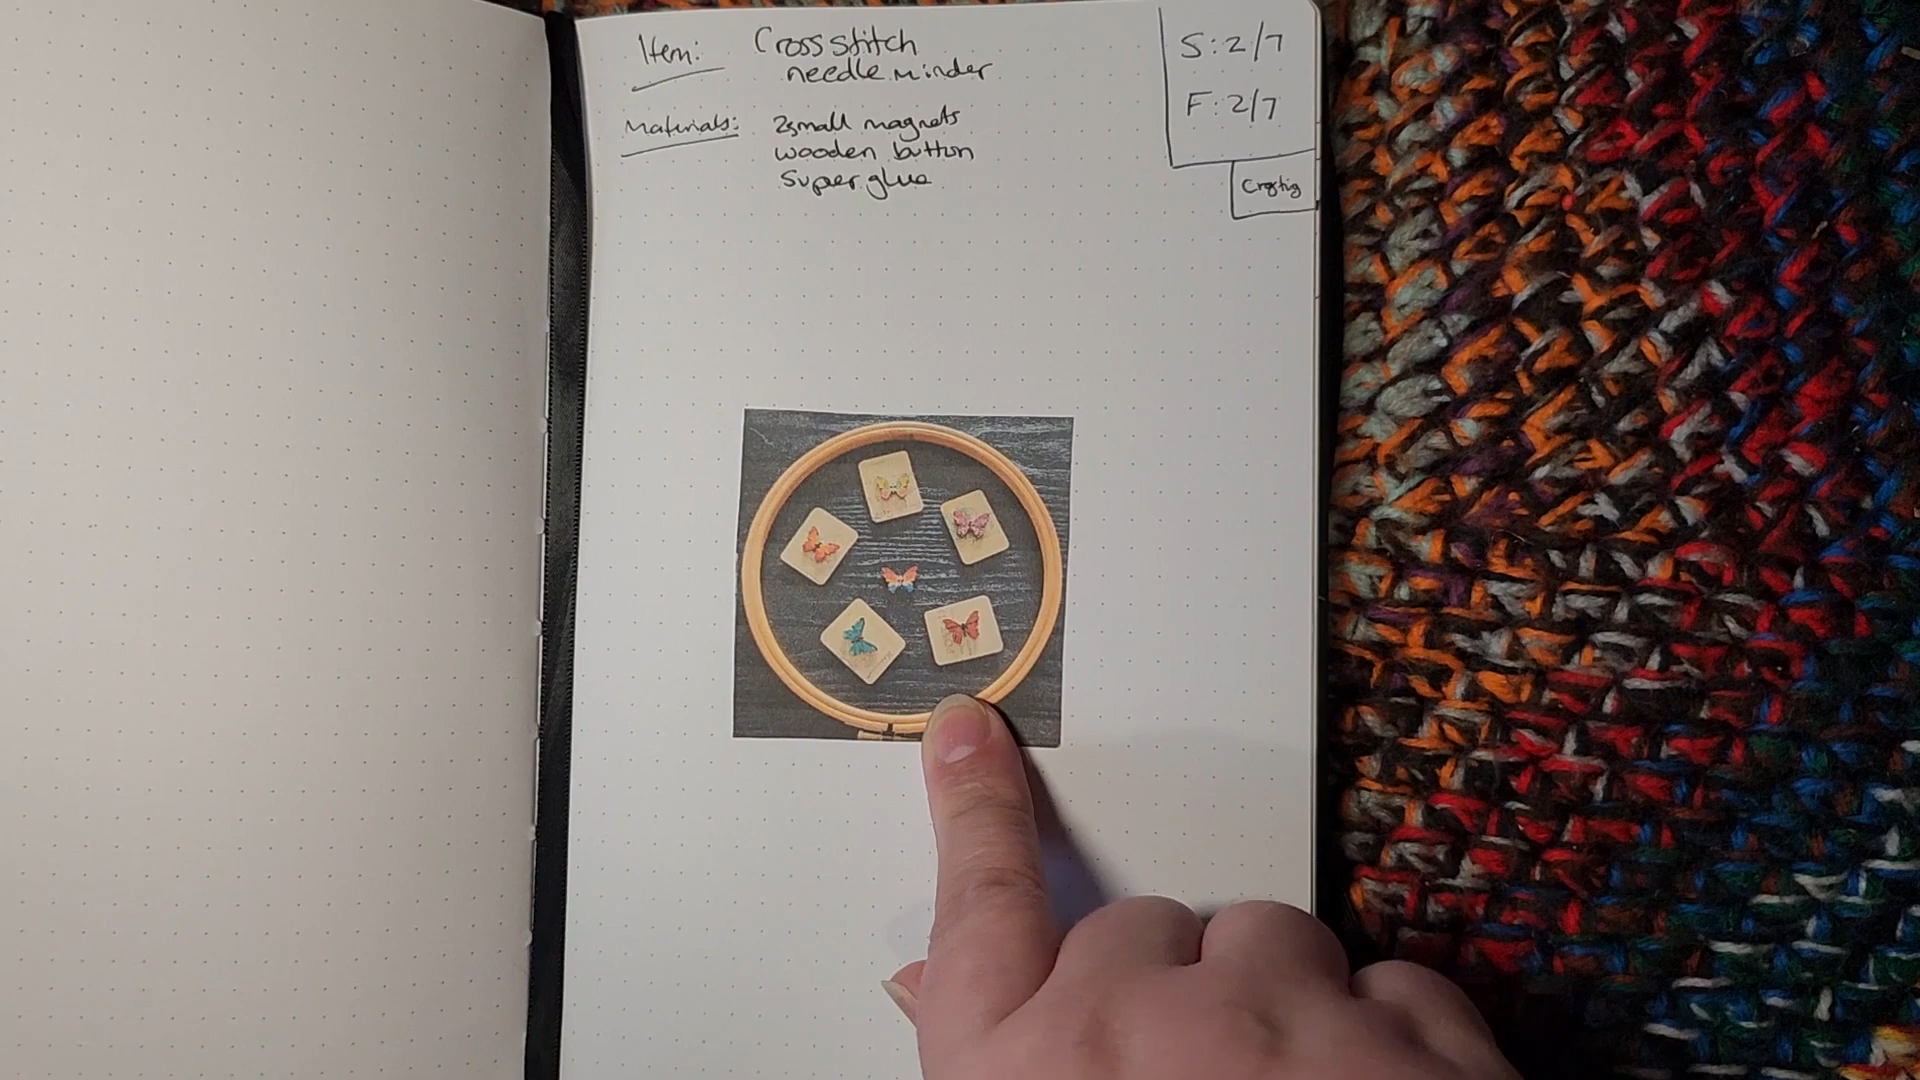 Item: Cross stitch
needle minder
Materials: 2 small magnets
wooden button
Super glue
S: 2/7
F: 2/7
Crafting